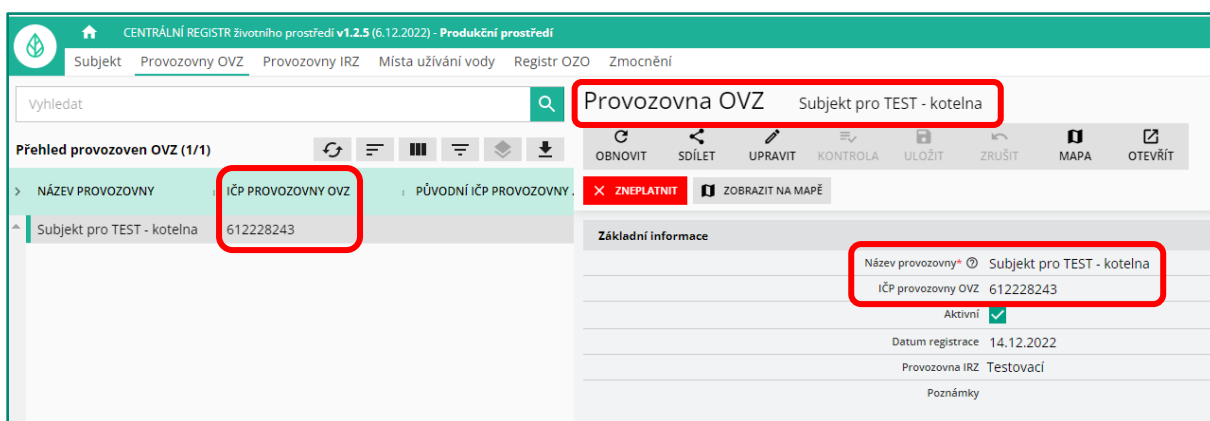 CENTRÁLNÍ REGISTR životního prostředí v1.2.5 (6.12.2022) - Produkční prostředí
Subjekt Provozovny OVZ Provozovny IRZ Místa užívání vody Registr OZO Zmocnění
Vyhledat
Přehled provozoven OVZ (1/1)
NÁZEV PROVOZOVNY IČP PROVOZOVNY OVZ PŮVODNÍ IČP PROVOZOVNY .
Subjekt pro TEST - kotelna 612228243
Provozovna OVZ Subjekt pro TEST - kotelna
OBNOVIT SDÍLET UPRAVIT KONTROLA ULOŽIT ZRUŠIT MAPA OTEVŘÍT
ZNEPLATNIT ZOBRAZIT NA MAPĚ
Základní informace
Název provozovny* Subjekt pro TEST - kotelna
IČP provozovny OVZ 612228243
Aktivní
Datum registrace 14.12.2022
Provozovna IRZ Testovací
Poznámky